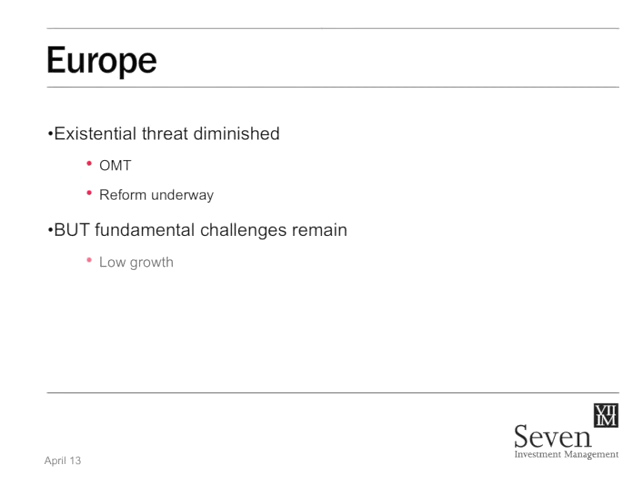 Europe
•Existential threat diminished
• OMT
• Reform underway
•BUT fundamental challenges remain
• Low growth
VII
IM
Seven
Investment Management
April 13